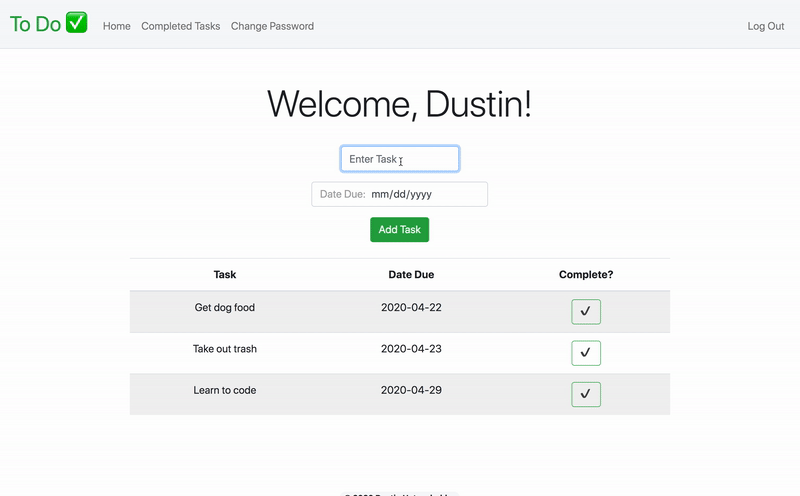 To Do ✅ Home Completed Tasks Change Password Log Out
Welcome, Dustin!
Enter Task
Date Due: mm/dd/yyyy
Add Task
Task Date Due Complete?
Get dog food 2020-04-22 ✓
Take out trash 2020-04-23 ✓
Learn to code 2020-04-29 ✓